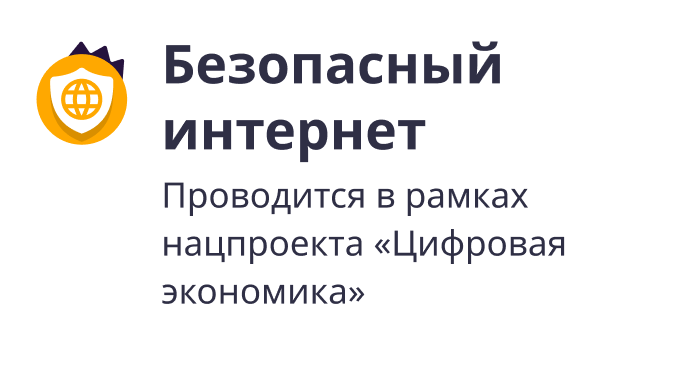 Безопасный
интернет
Проводится в рамках
нацпроекта «Цифровая
экономика»